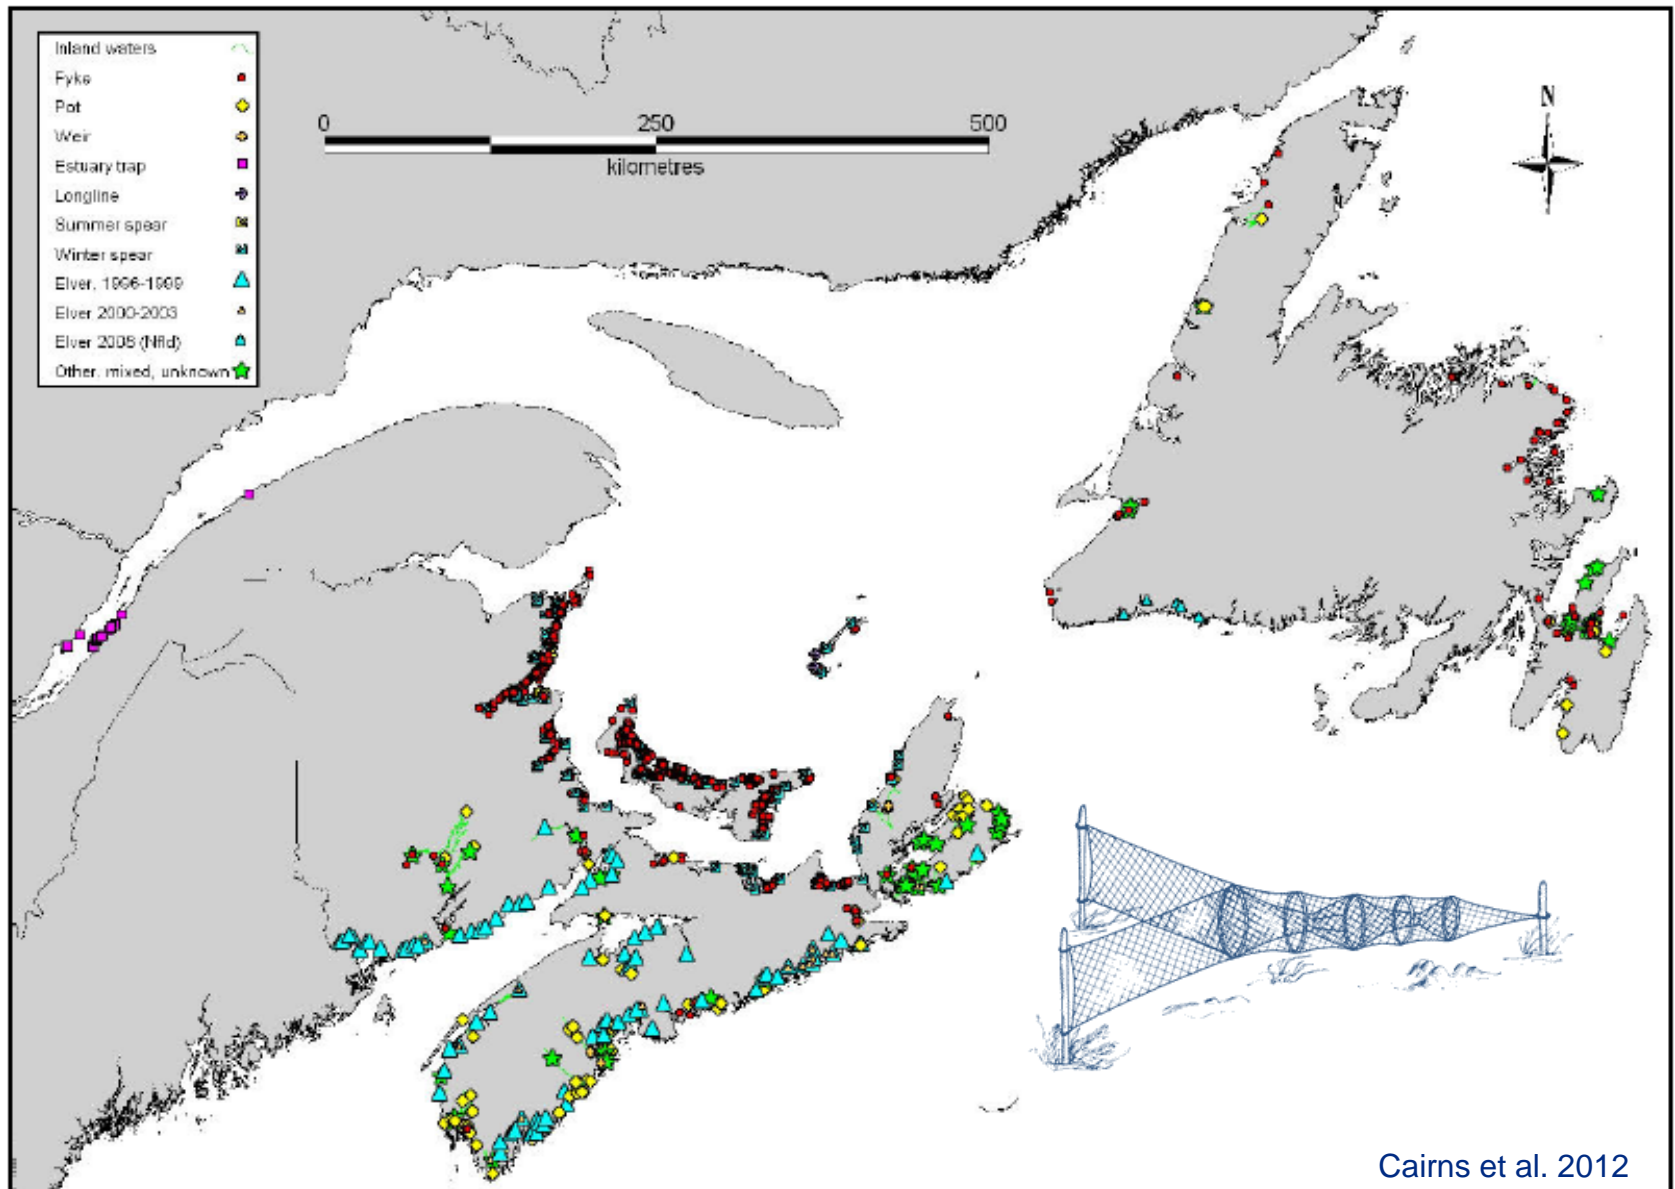 Inland waters
Fyke
Pot
Weir
Estuary trap
Longline
Summer spear
Winter spear
Elver, 1996-1999
Elver 2000-2003
Elver 2008 (Nfld)
Other, mixed, unknown
0 250 500
kilometres
N
Cairns et al. 2012